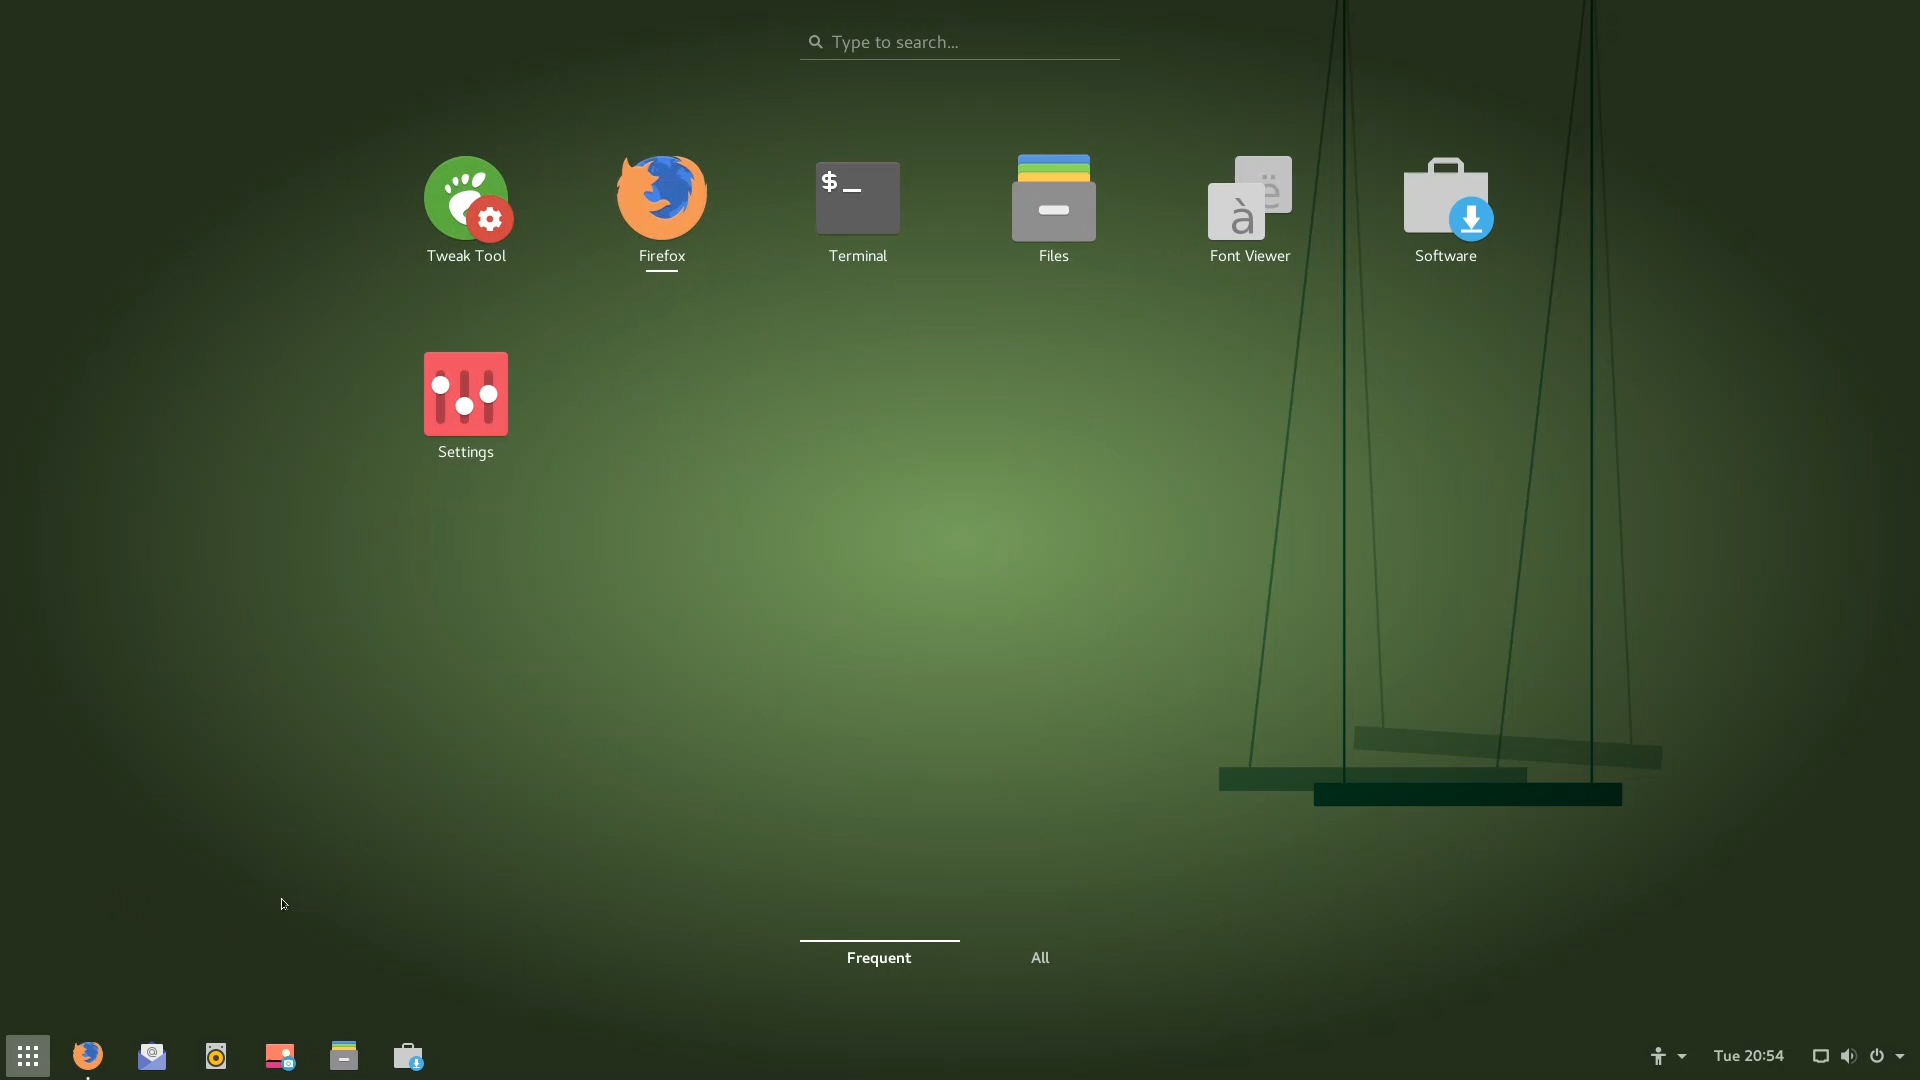 Type to search…
$ _
ë
à
@
Tweak Tool
Firefox
Terminal
Files
Font Viewer
Software
Settings
Frequent
All
Tue 20:54